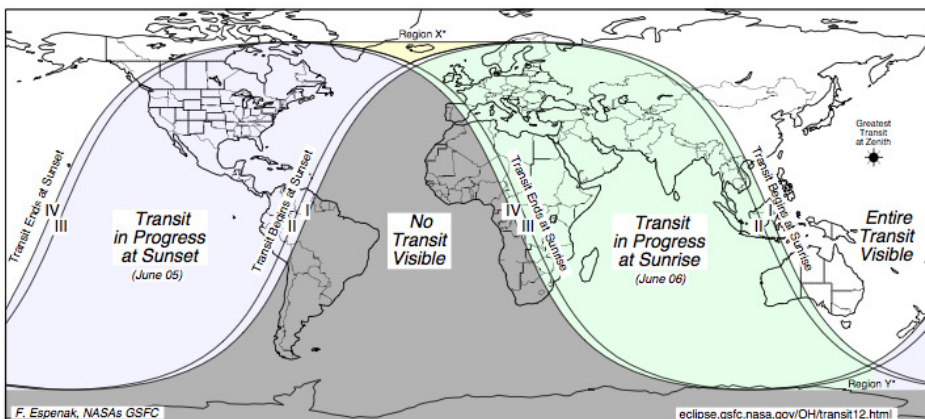 Region X*
Greatest
Transit
at Zenith
Transit Ends at Sunset
IV
III
Transit
in Progress
at Sunset
(June 05)
Transit Begins at Sunset
I
II
No
Transit
Visible
IV
III
Transit Ends at Sunrise
Transit
in Progress
at Sunrise
(June 06)
Transit Begins at Sunrise
II
Entire
Transit
Visible
Region Y*
F. Espenak, NASAs GSFC
eclipse.gsfc.nasa.gov/OH/transit12.html